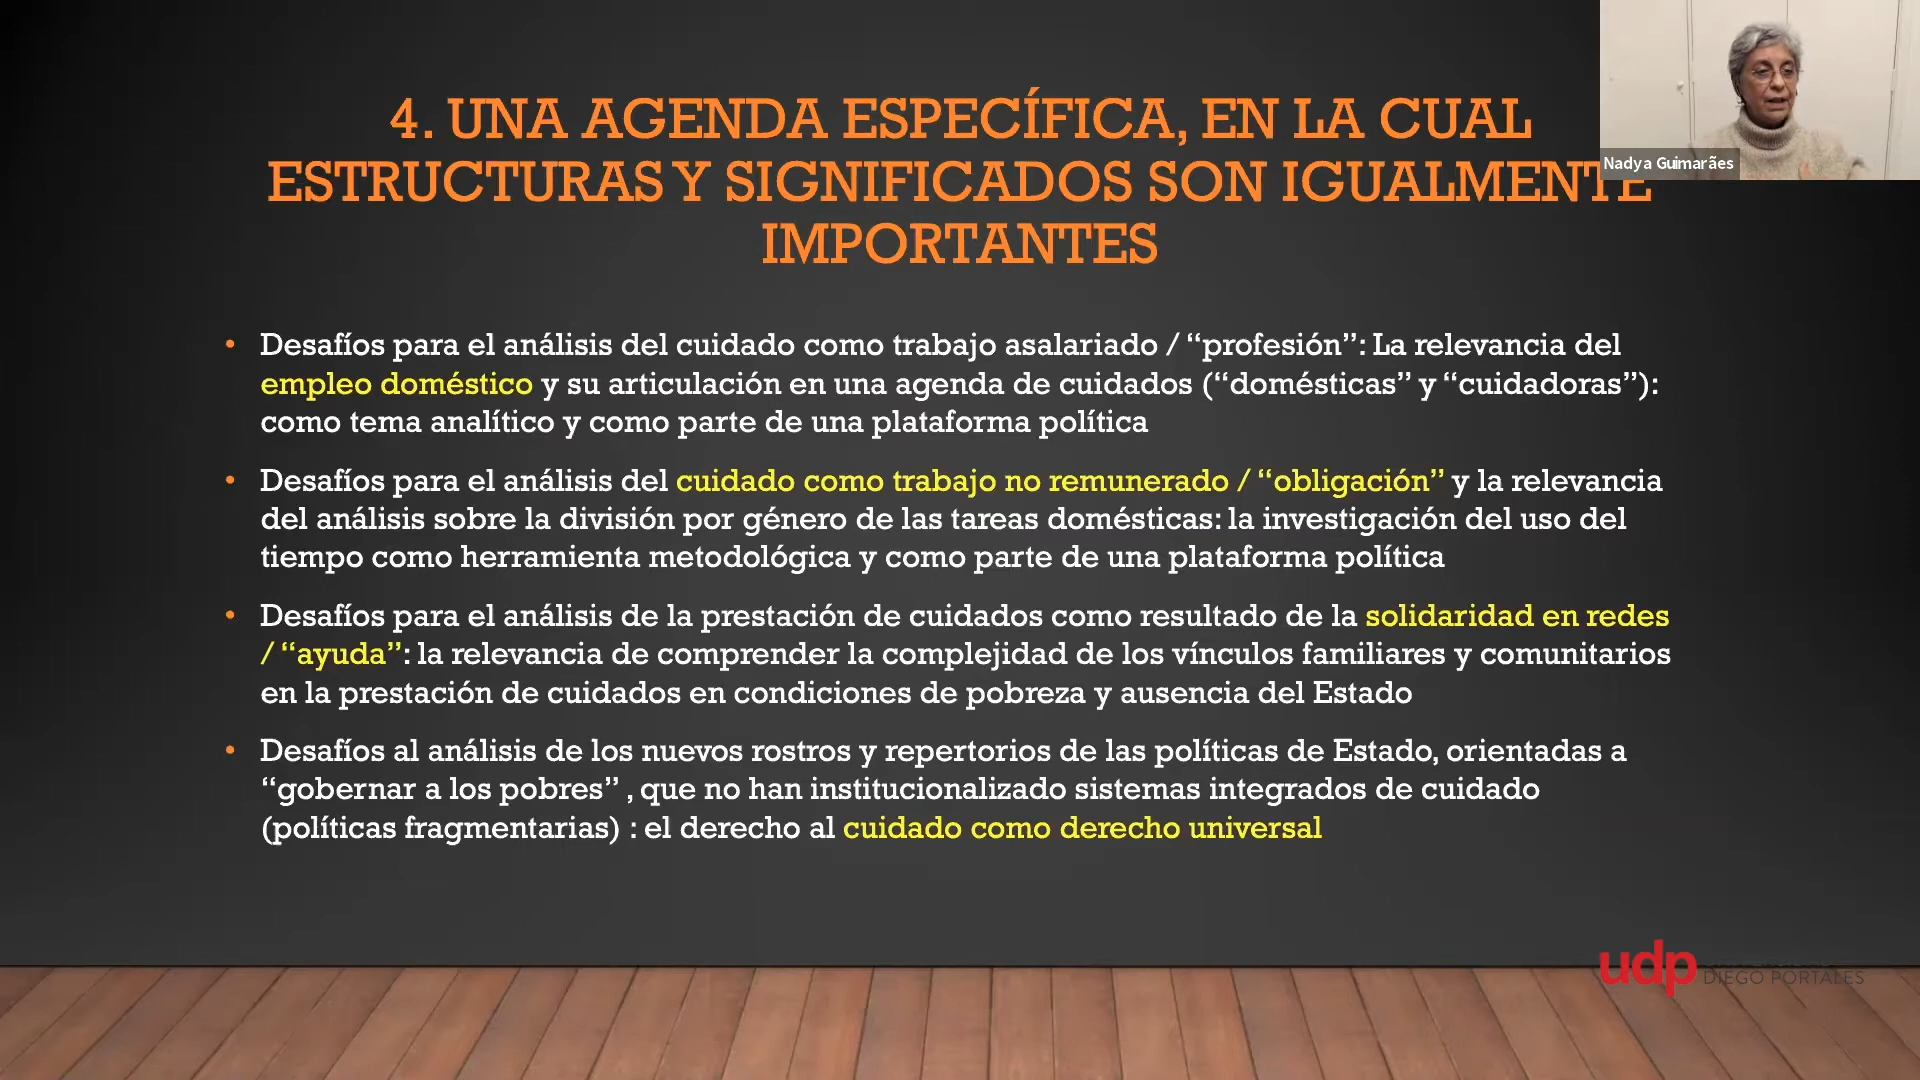 4. UNA AGENDA ESPECÍFICA, EN LA CUAL
ESTRUCTURAS Y SIGNIFICADOS SON IGUALMENTE
IMPORTANTES
Nadya Guimarães
• Desafíos para el análisis del cuidado como trabajo asalariado / “profesión”: La relevancia del
empleo doméstico y su articulación en una agenda de cuidados (“domésticas” y “cuidadoras”):
como tema analítico y como parte de una plataforma política
• Desafíos para el análisis del cuidado como trabajo no remunerado / “obligación” y la relevancia
del análisis sobre la división por género de las tareas domésticas: la investigación del uso del
tiempo como herramienta metodológica y como parte de una plataforma política
• Desafíos para el análisis de la prestación de cuidados como resultado de la solidaridad en redes
/ “ayuda”: la relevancia de comprender la complejidad de los vínculos familiares y comunitarios
en la prestación de cuidados en condiciones de pobreza y ausencia del Estado
• Desafíos al análisis de los nuevos rostros y repertorios de las políticas de Estado, orientadas a
“gobernar a los pobres” , que no han institucionalizado sistemas integrados de cuidado
(políticas fragmentarias) : el derecho al cuidado como derecho universal
udp
DIEGO PORTALES